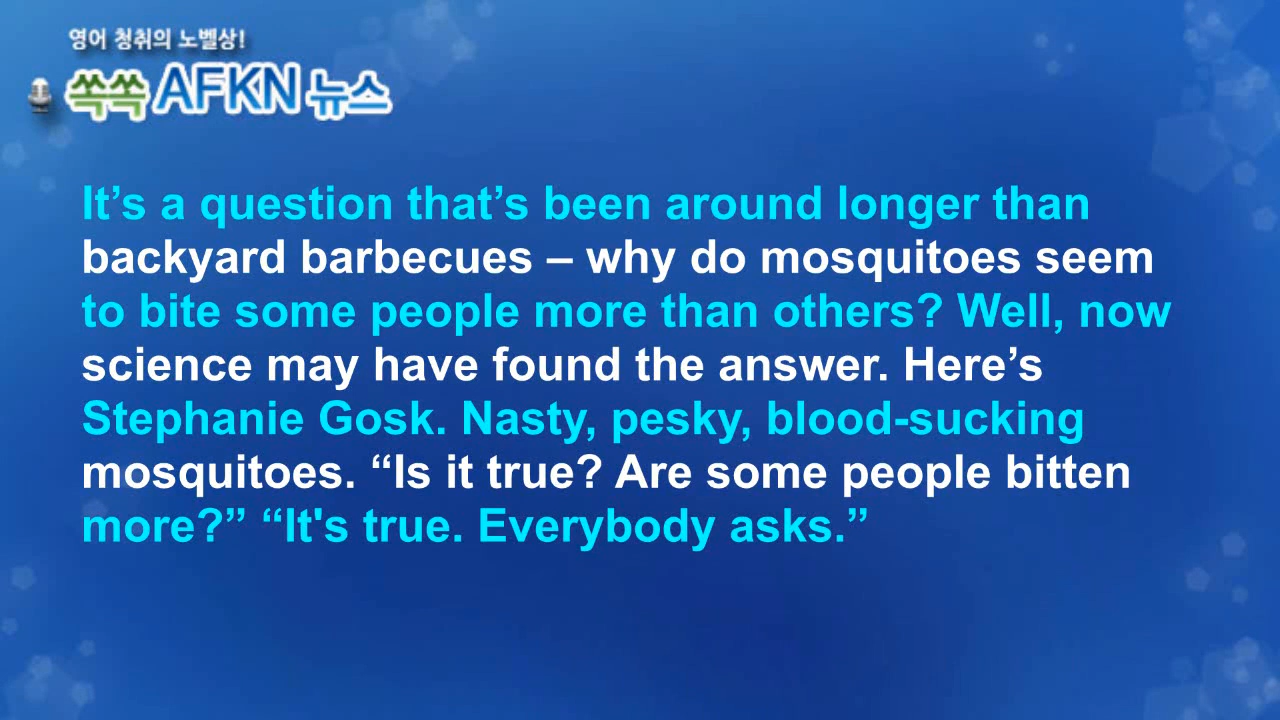 영어 청취의 노벨상!
쏙쏙 AFKN 뉴스
It’s a question that’s been around longer than
backyard barbecues – why do mosquitoes seem
to bite some people more than others? Well, now
science may have found the answer. Here’s
Stephanie Gosk. Nasty, pesky, blood-sucking
mosquitoes. “Is it true? Are some people bitten
more?” “It's true. Everybody asks.”